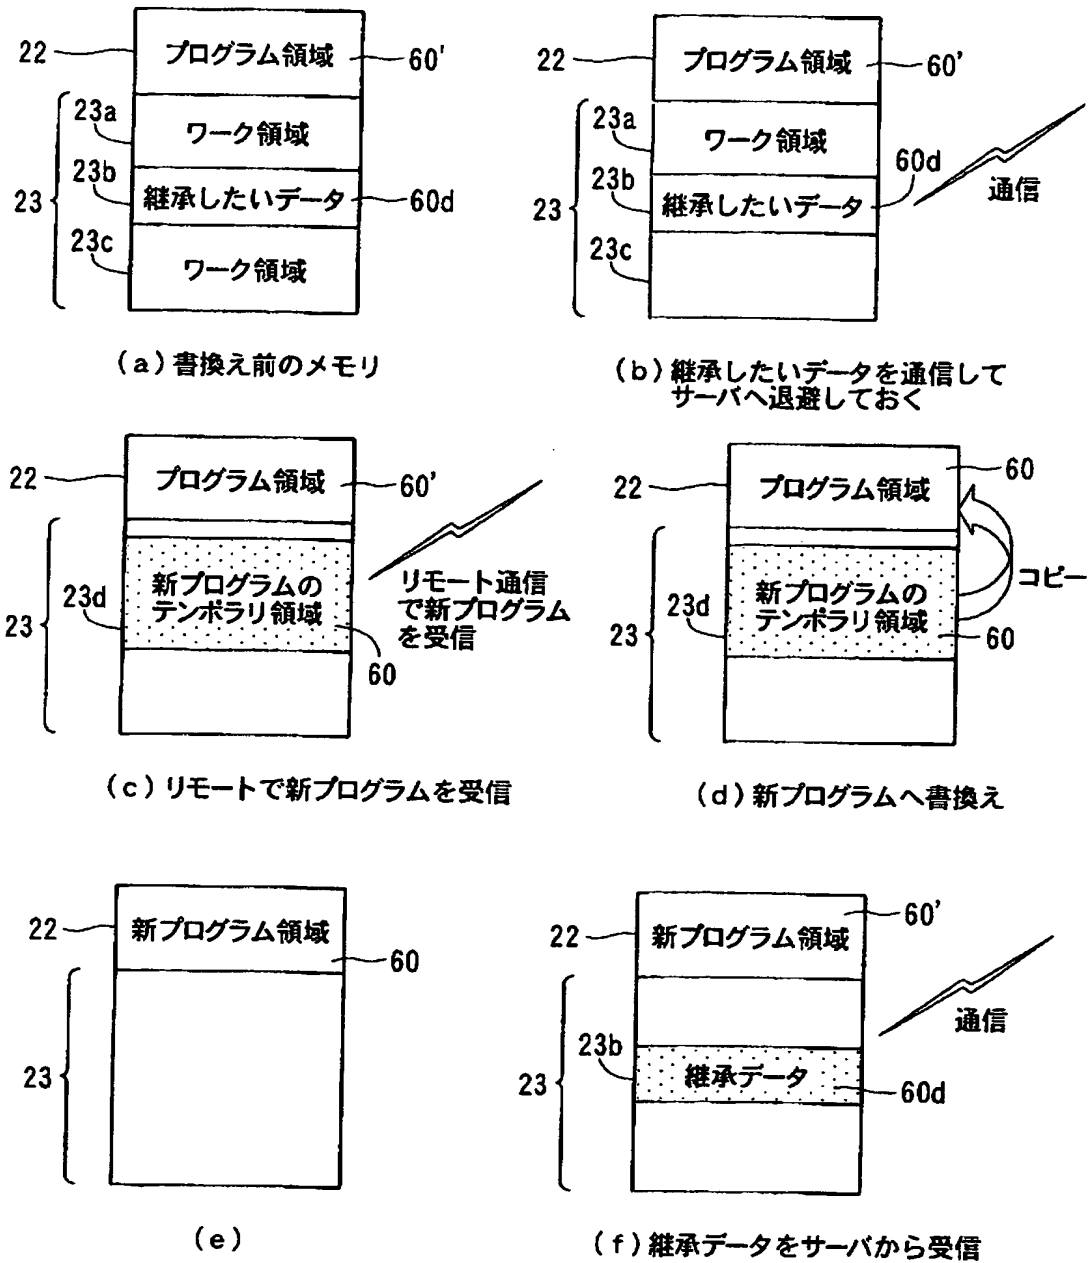 22
プログラム領域
60'
23a
ワーク領域
23
23b
継承したいデータ
60d
23c
ワーク領域
(a)書換え前のメモリ
22
プログラム領域
60'
23a
ワーク領域
23
23b
継承したいデータ
60d
23c
通信
(b)継承したいデータを通信して
サーバへ退避しておく
22
プログラム領域
60'
23
23d
新プログラムの
テンポラリ領域
60
リモート通信
で新プログラム
を受信
(c)リモートで新プログラムを受信
22
プログラム領域
60
23
23d
新プログラムの
テンポラリ領域
60
コピー
(d)新プログラムへ書換え
22
新プログラム領域
60
23
(e)
22
新プログラム領域
60'
23
23b
継承データ
60d
通信
(f)継承データをサーバから受信